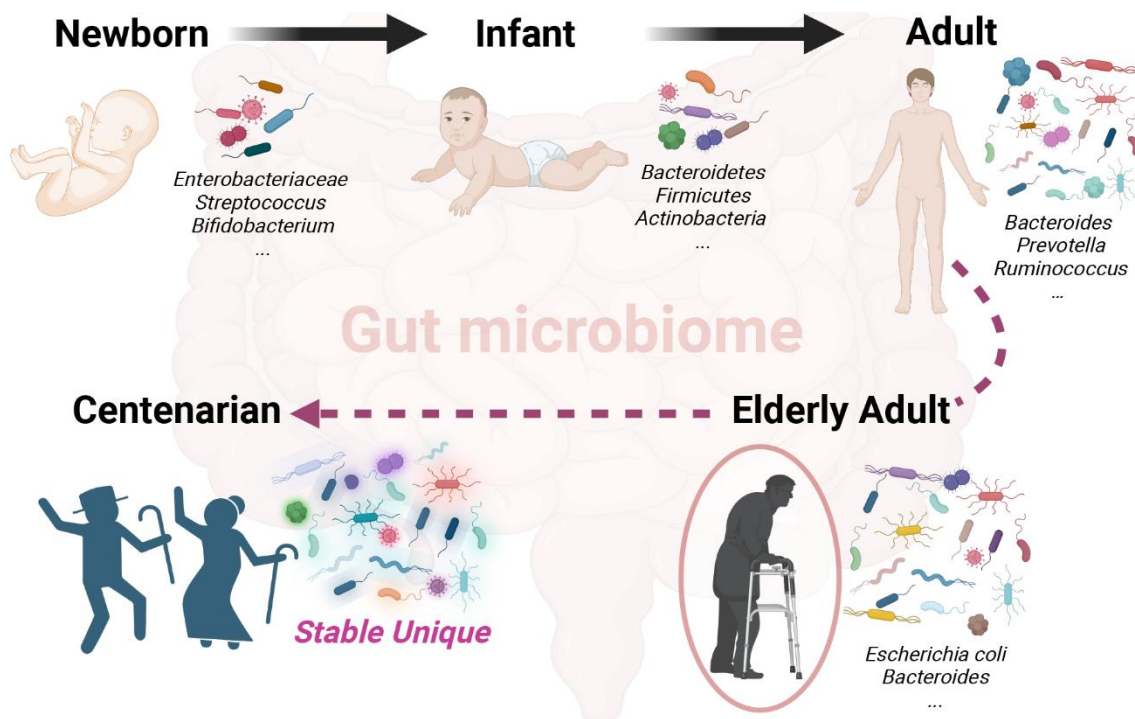 Newborn
Infant
Adult
Enterobacteriaceae
Streptococcus
Bifidobacterium
...
Bacteroidetes
Firmicutes
Actinobacteria
...
Bacteroides
Prevotella
Ruminococcus
...
Gut microbiome
Centenarian
Elderly Adult
Stable Unique
Escherichia coli
Bacteroides
...